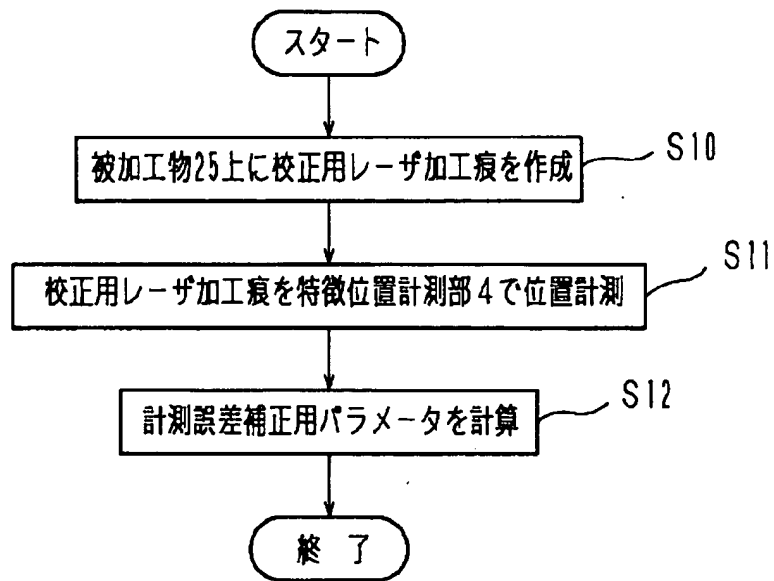 スタート
被加工物25上に校正用レーザ加工痕を作成
S10
校正用レーザ加工痕を特徴位置計測部4で位置計測
S11
計測誤差補正用パラメータを計算
S12
終了